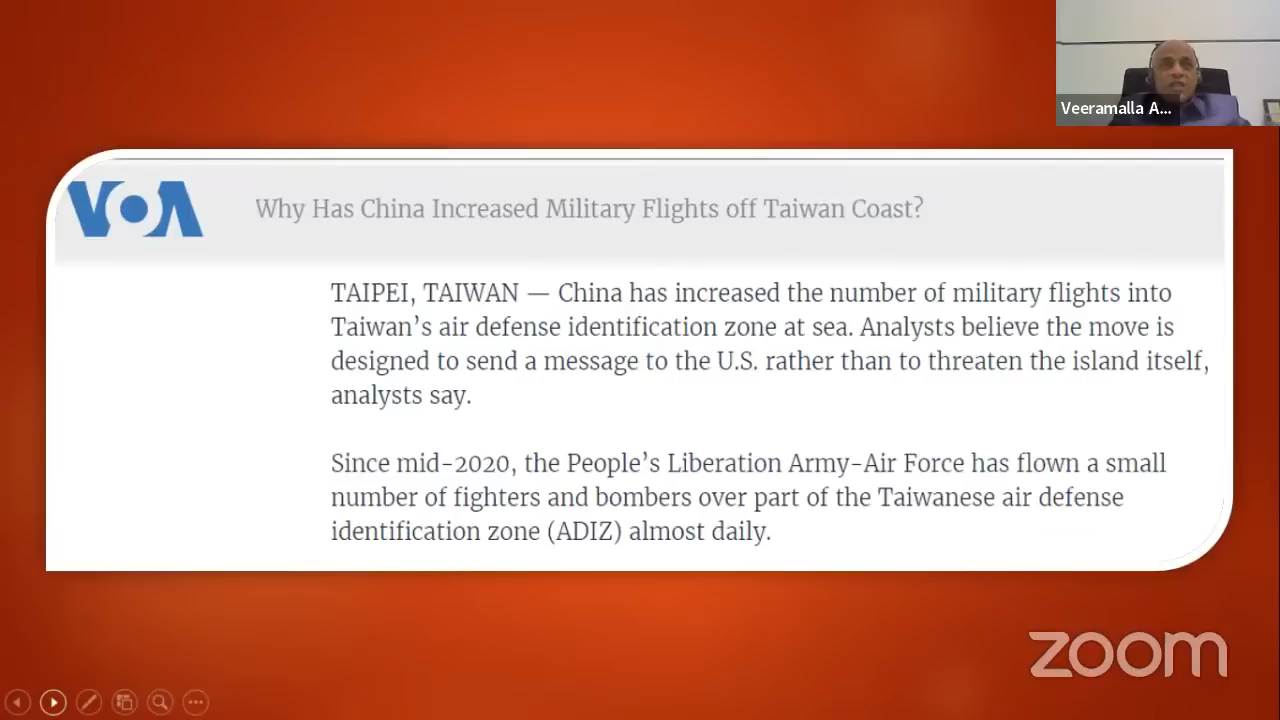 Veeramalla A...
VOA
Why Has China Increased Military Flights off Taiwan Coast?
TAIPEI, TAIWAN — China has increased the number of military flights into
Taiwan’s air defense identification zone at sea. Analysts believe the move is
designed to send a message to the U.S. rather than to threaten the island itself,
analysts say.
Since mid-2020, the People’s Liberation Army-Air Force has flown a small
number of fighters and bombers over part of the Taiwanese air defense
identification zone (ADIZ) almost daily.
zoom